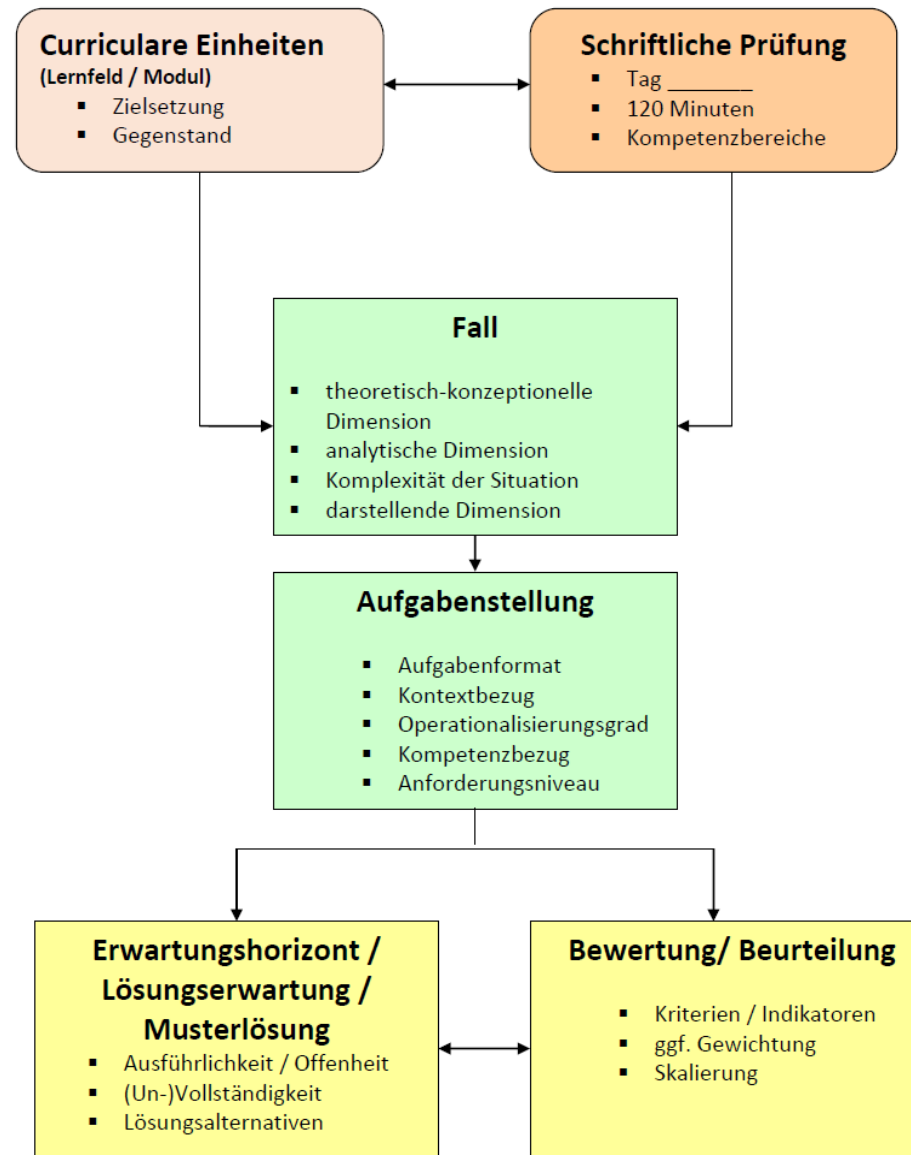 Curriculare Einheiten
(Lernfeld / Modul)
▪ Zielsetzung
▪ Gegenstand
Schriftliche Prüfung
▪ Tag _______
▪ 120 Minuten
▪ Kompetenzbereiche
Fall
▪ theoretisch-konzeptionelle
Dimension
▪ analytische Dimension
▪ Komplexität der Situation
▪ darstellende Dimension
Aufgabenstellung
▪ Aufgabenformat
▪ Kontextbezug
▪ Operationalisierungsgrad
▪ Kompetenzbezug
▪ Anforderungsniveau
Erwartungshorizont /
Lösungserwartung /
Musterlösung
▪ Ausführlichkeit / Offenheit
▪ (Un-)Vollständigkeit
▪ Lösungsalternativen
Bewertung/ Beurteilung
▪ Kriterien / Indikatoren
▪ ggf. Gewichtung
▪ Skalierung